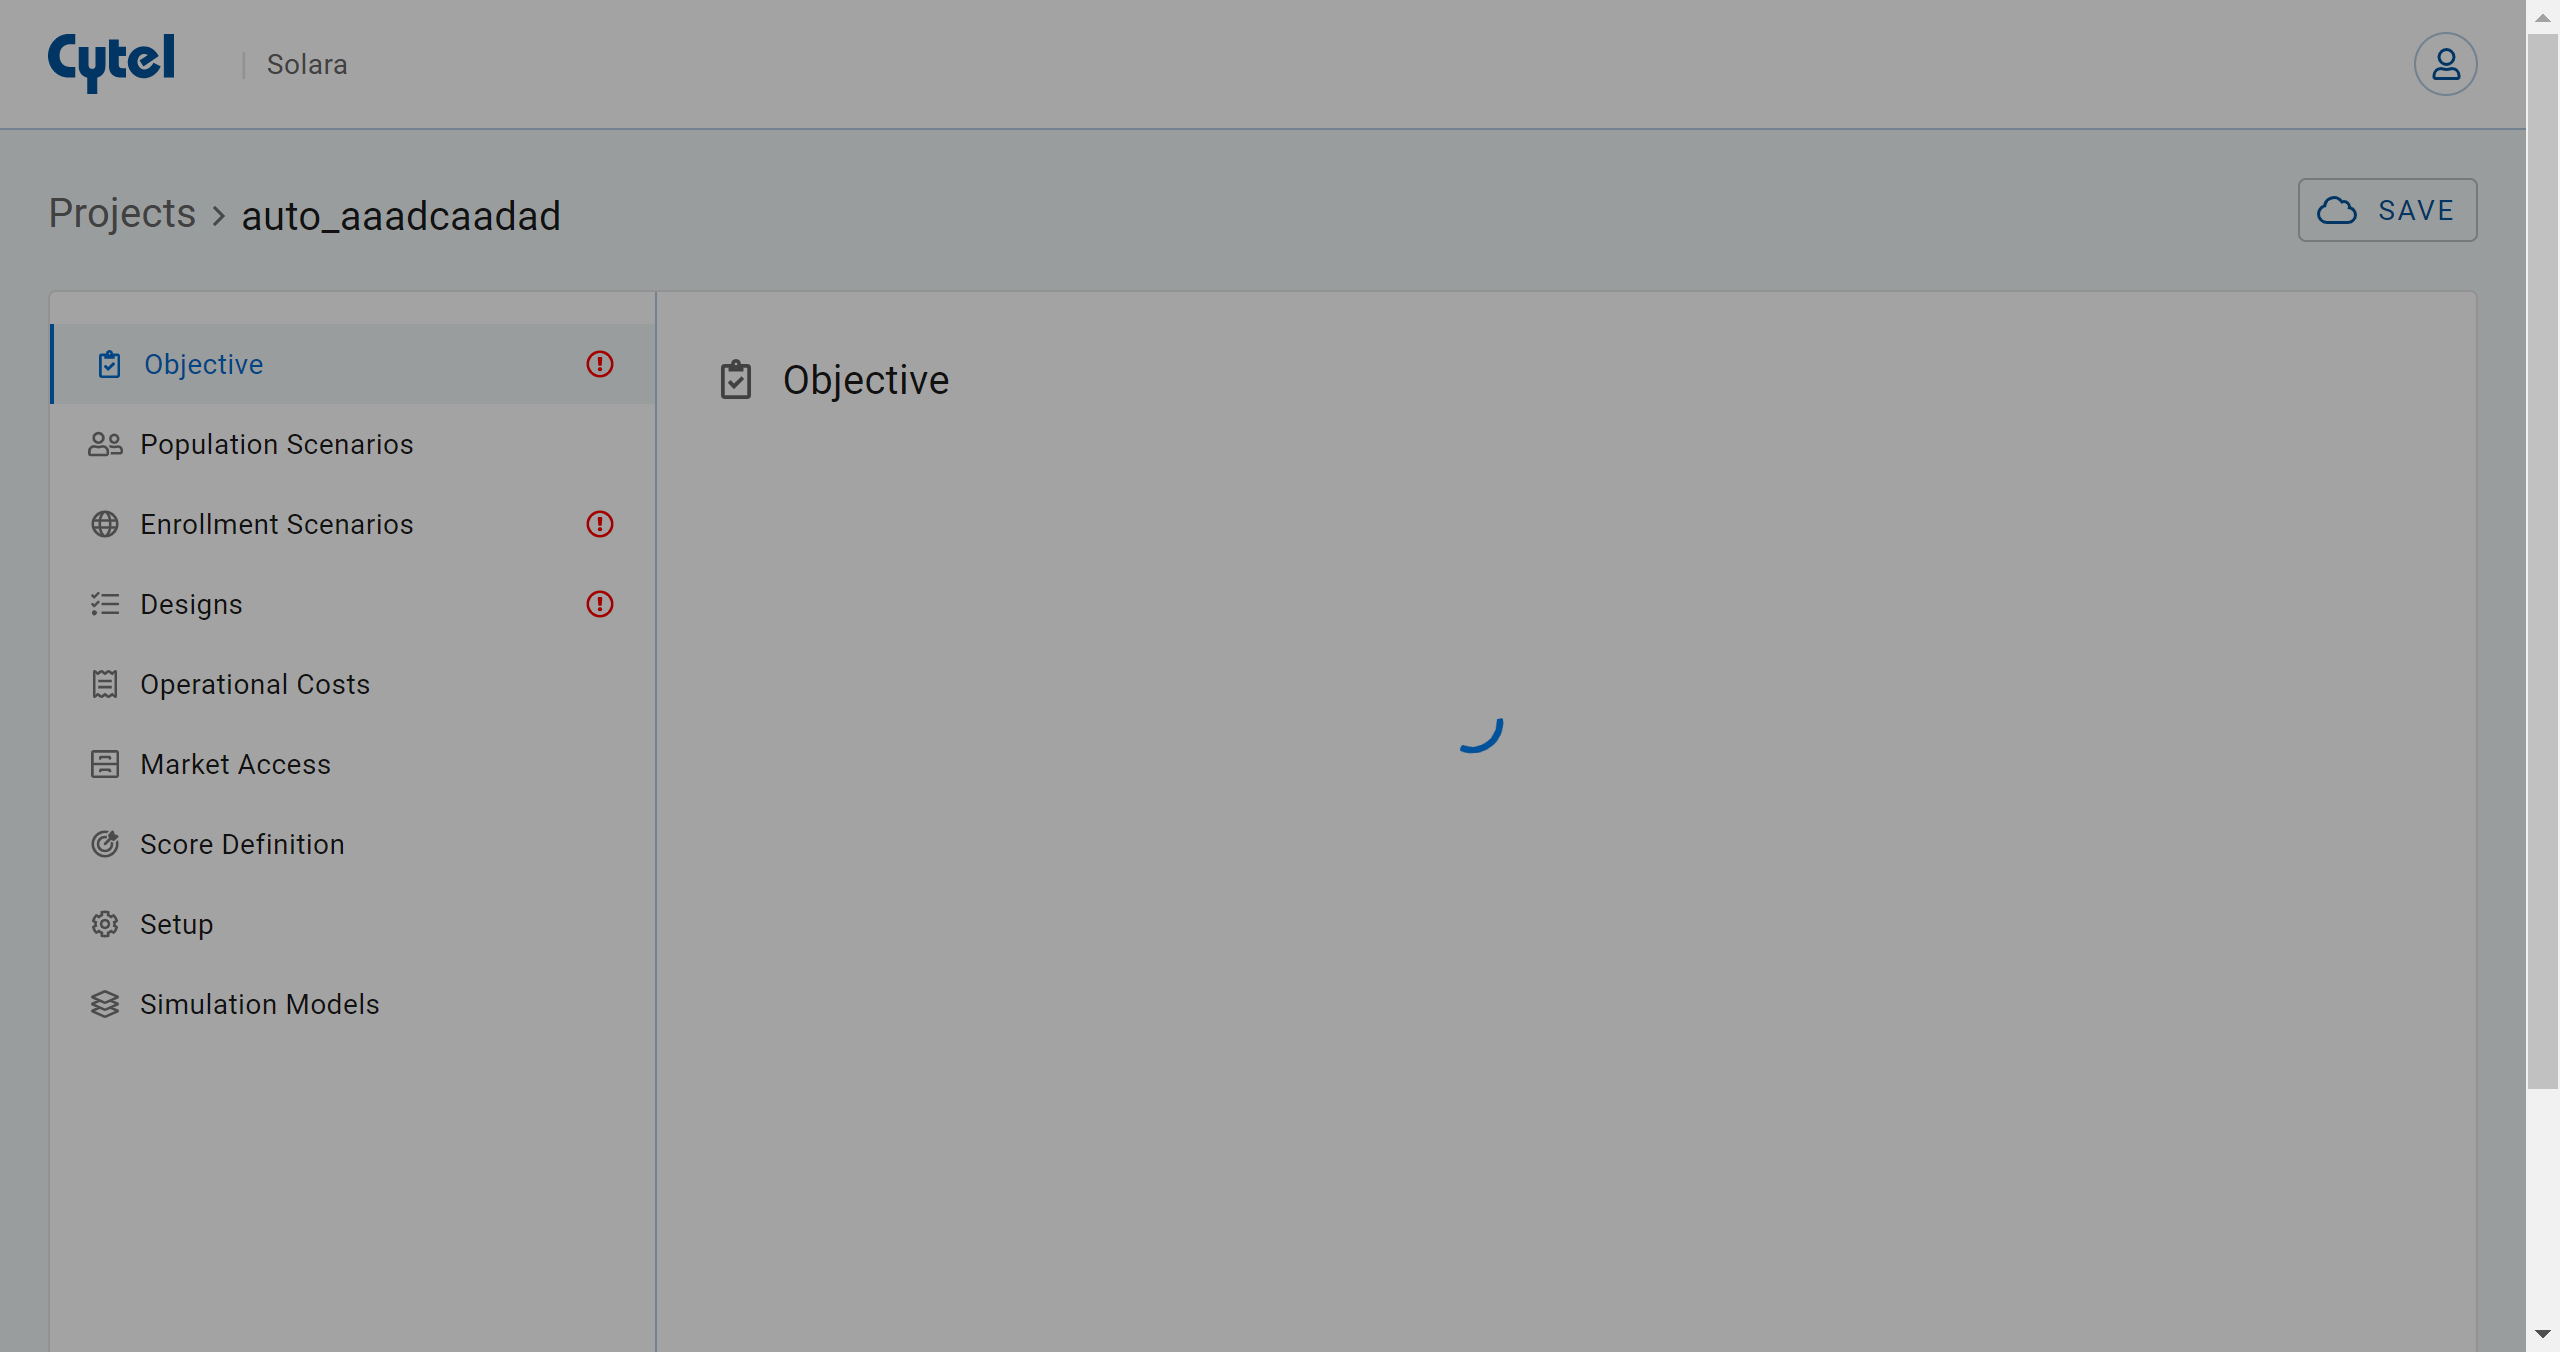 Cytel
Solara
Projects > auto_aaadcaadad
SAVE
Objective
Population Scenarios
Enrollment Scenarios
Designs
Operational Costs
Market Access
Score Definition
Setup
Simulation Models
Objective